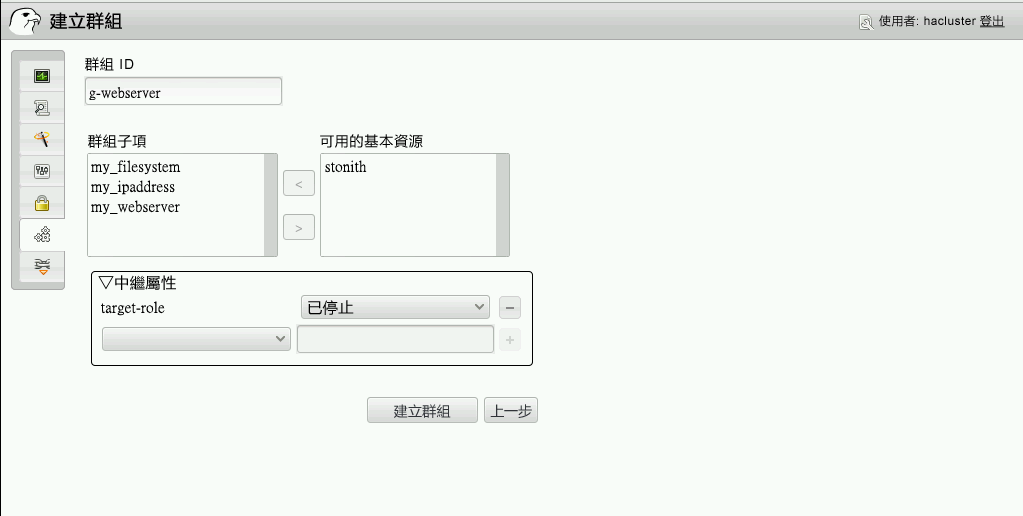 建立群組
使用者: hacluster 登出
群組 ID
g-webserver
群組子項
可用的基本資源
my_filesystem
my_ipaddress
my_webserver
<
>
stonith
▽中繼屬性
target-role
已停止
−
+
建立群組
上一步